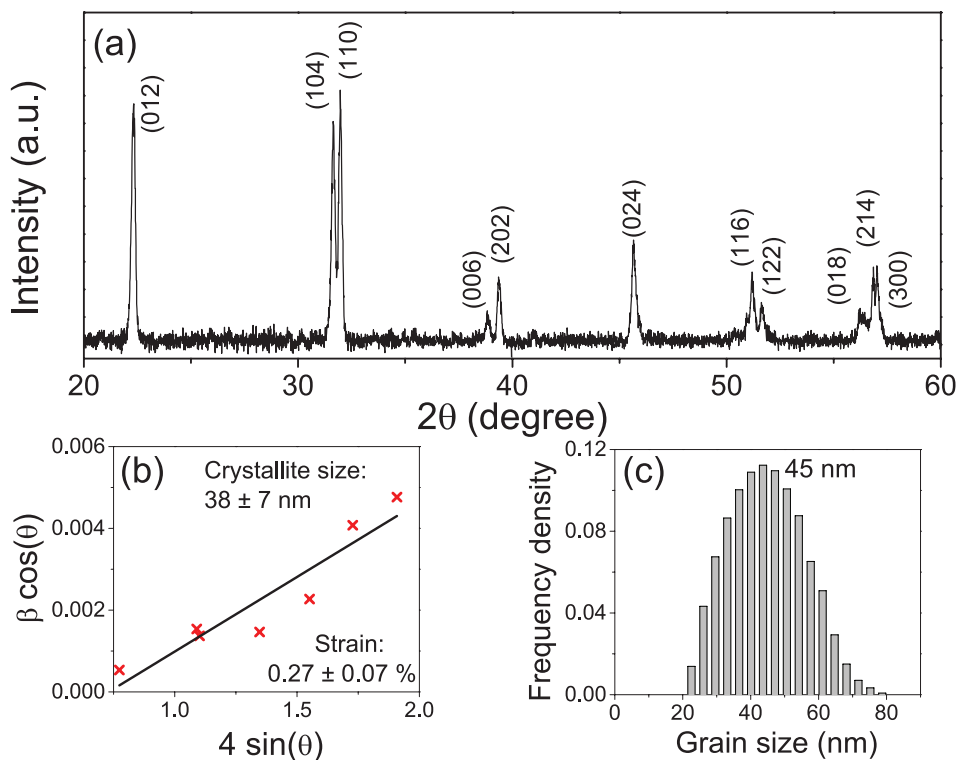 (a)
(012)
(104)
(110)
(006)
(202)
(024)
(116)
(122)
(018)
(214)
(300)
Intensity (a.u.)
20
30
40
50
60
2θ (degree)
(b)
Crystallite size:
38 ± 7 nm
Strain:
0.27 ± 0.07 %
0.006
0.004
0.002
0.000
β cos(θ)
1.0
1.5
2.0
4 sin(θ)
(c)
45 nm
0.12
0.08
0.04
0.00
Frequency density
0
20
40
60
80
Grain size (nm)